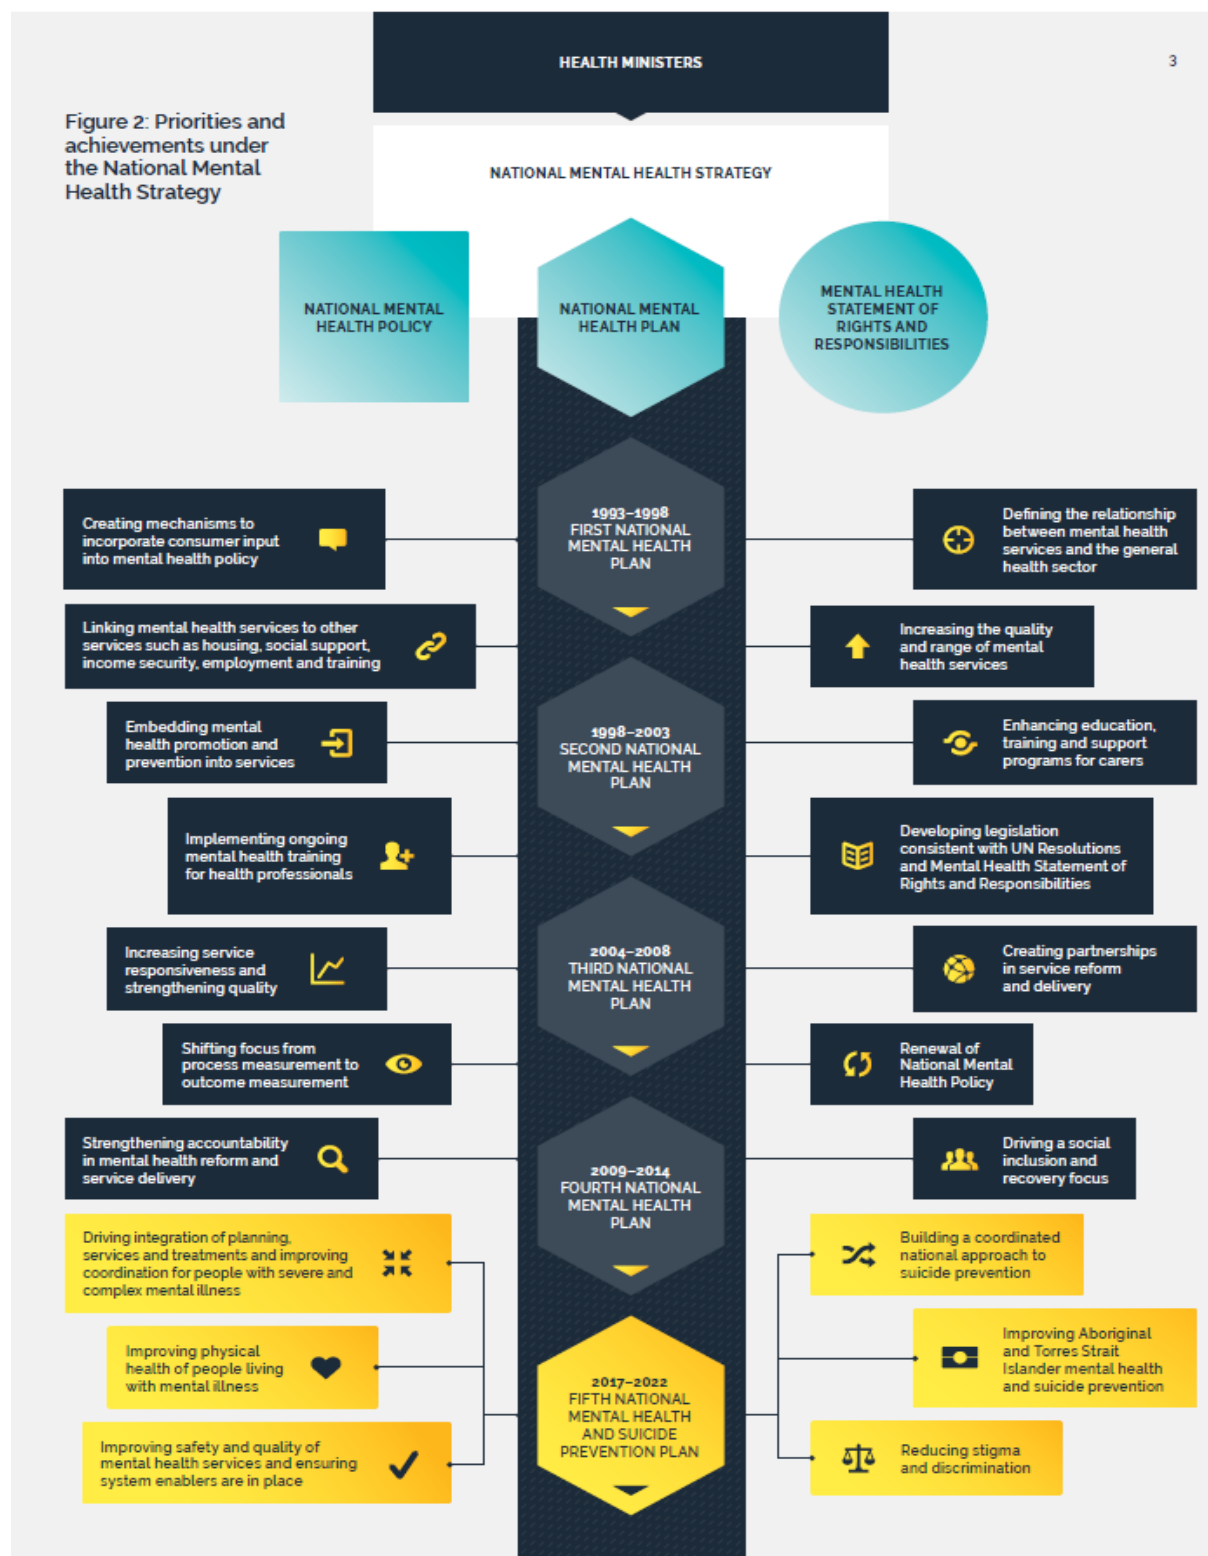 HEALTH MINISTERS
3
Figure 2: Priorities and
achievements under
the National Mental
Health Strategy
NATIONAL MENTAL HEALTH STRATEGY
NATIONAL MENTAL
HEALTH POLICY
NATIONAL MENTAL
HEALTH PLAN
MENTAL HEALTH
STATEMENT OF
RIGHTS AND
RESPONSIBILITIES
1993–1998
FIRST NATIONAL
MENTAL HEALTH
PLAN
Creating mechanisms to
incorporate consumer input
into mental health policy
Defining the relationship
between mental health
services and the general
health sector
Linking mental health services to other
services such as housing, social support,
income security, employment and training
Increasing the quality
and range of mental
health services
1998–2003
SECOND NATIONAL
MENTAL HEALTH
PLAN
Embedding mental
health promotion and
prevention into services
Enhancing education,
training and support
programs for carers
Implementing ongoing
mental health training
for health professionals
Developing legislation
consistent with UN Resolutions
and Mental Health Statement of
Rights and Responsibilities
2004–2008
THIRD NATIONAL
MENTAL HEALTH
PLAN
Increasing service
responsiveness and
strengthening quality
Creating partnerships
in service reform
and delivery
Shifting focus from
process measurement to
outcome measurement
Renewal of
National Mental
Health Policy
2009–2014
FOURTH NATIONAL
MENTAL HEALTH
PLAN
Strengthening accountability
in mental health reform and
service delivery
Driving a social
inclusion and
recovery focus
Driving integration of planning,
services and treatments and improving
coordination for people with severe and
complex mental illness
Building a coordinated
national approach to
suicide prevention
2017–2022
FIFTH NATIONAL
MENTAL HEALTH
AND SUICIDE
PREVENTION PLAN
Improving physical
health of people living
with mental illness
Improving Aboriginal
and Torres Strait
Islander mental health
and suicide prevention
Improving safety and quality of
mental health services and ensuring
system enablers are in place
Reducing stigma
and discrimination